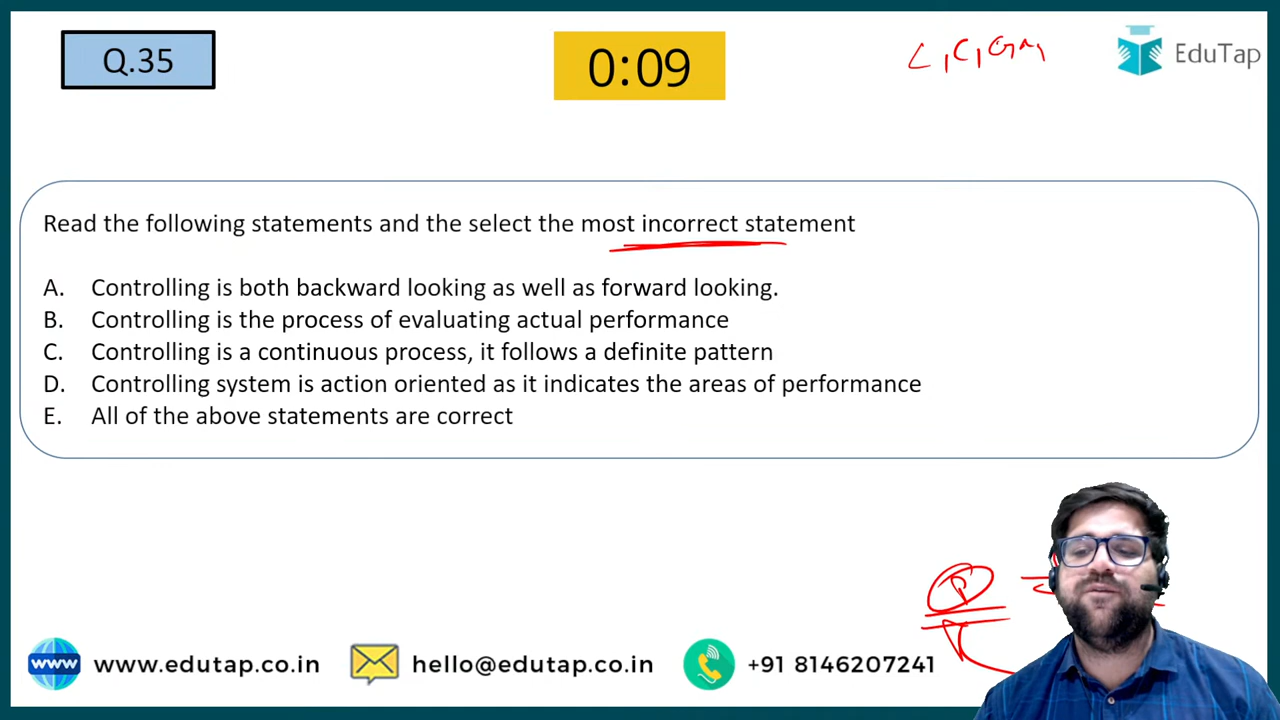 Q.35
0:09
L, C, GM
EduTap
Read the following statements and the select the most incorrect statement
A. Controlling is both backward looking as well as forward looking.
B. Controlling is the process of evaluating actual performance
C. Controlling is a continuous process, it follows a definite pattern
D. Controlling system is action oriented as it indicates the areas of performance
E. All of the above statements are correct
www www.edutap.co.in hello@edutap.co.in +91 8146207241